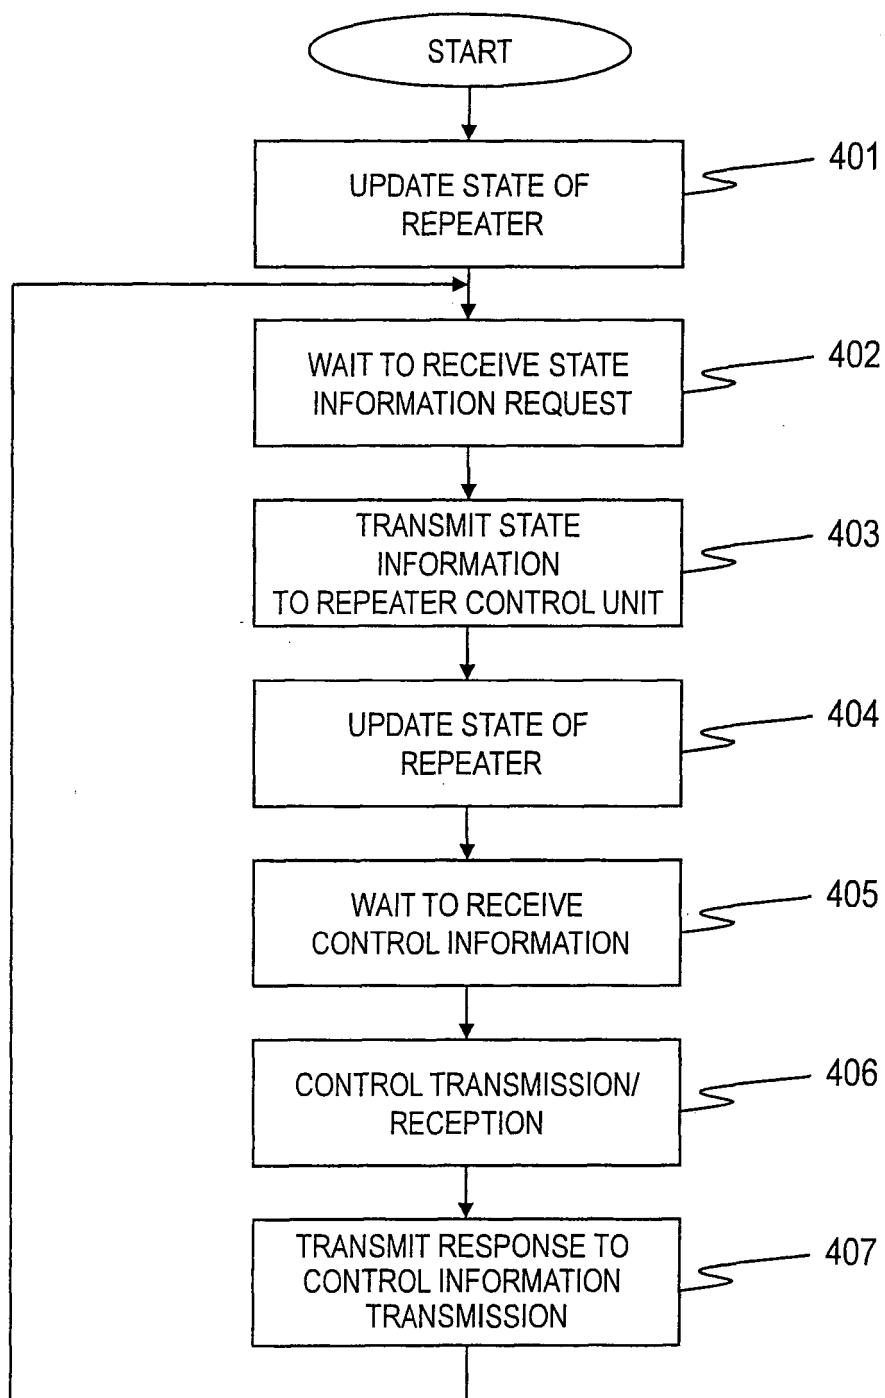 START
UPDATE STATE OF
REPEATER
401
WAIT TO RECEIVE STATE
INFORMATION REQUEST
402
TRANSMIT STATE
INFORMATION
TO REPEATER CONTROL UNIT
403
UPDATE STATE OF
REPEATER
404
WAIT TO RECEIVE
CONTROL INFORMATION
405
CONTROL TRANSMISSION/
RECEPTION
406
TRANSMIT RESPONSE TO
CONTROL INFORMATION
TRANSMISSION
407